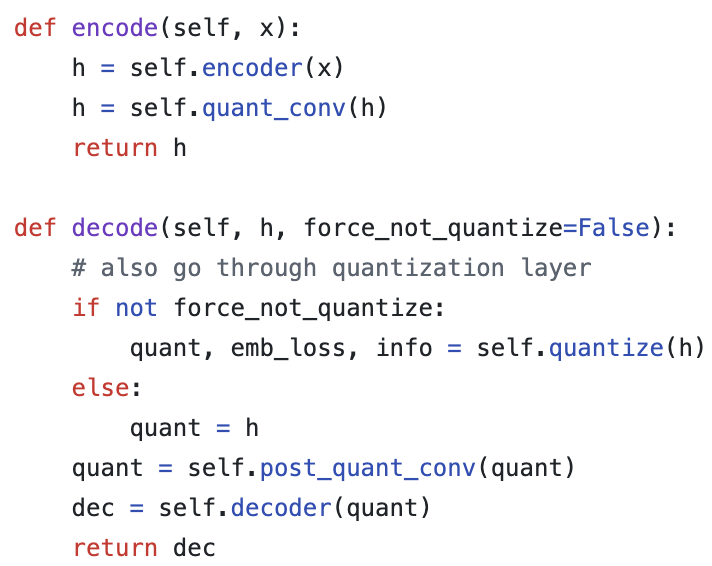 def encode(self, x):
    h = self.encoder(x)
    h = self.quant_conv(h)
    return h

def decode(self, h, force_not_quantize=False):
    # also go through quantization layer
    if not force_not_quantize:
        quant, emb_loss, info = self.quantize(h)
    else:
        quant = h
    quant = self.post_quant_conv(quant)
    dec = self.decoder(quant)
    return dec